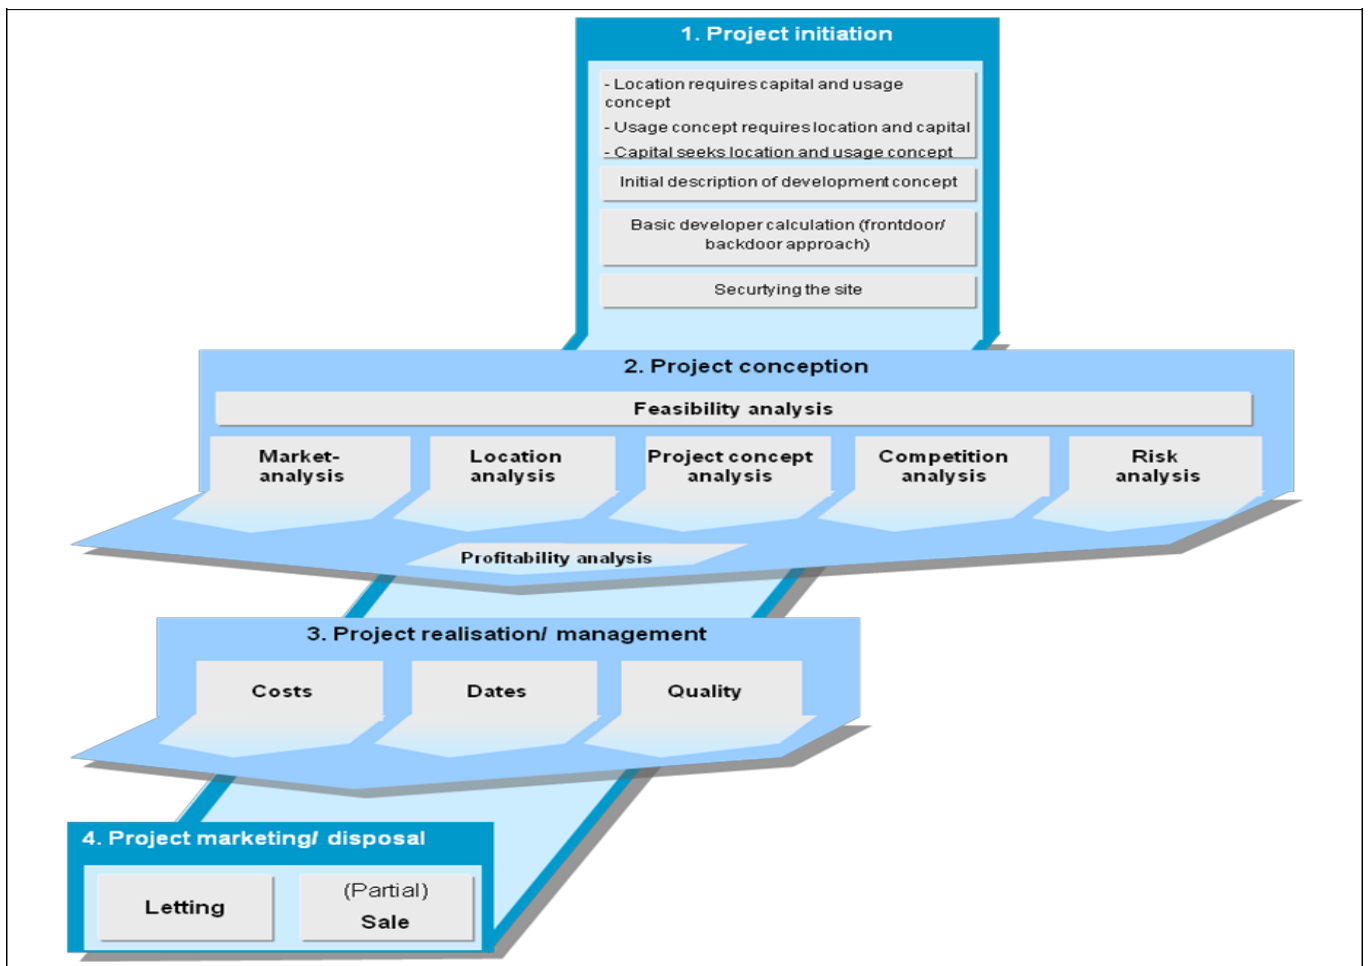 1. Project initiation
- Location requires capital and usage
concept
- Usage concept requires location and capital
- Capital seeks location and usage concept
Initial description of development concept
Basic developer calculation (frontdoor/
backdoor approach)
Securtying the site
2. Project conception
Feasibility analysis
Market-
analysis
Location
analysis
Project concept
analysis
Competition
analysis
Risk
analysis
Profitability analysis
3. Project realisation/ management
Costs
Dates
Quality
4. Project marketing/ disposal
Letting
(Partial)
Sale